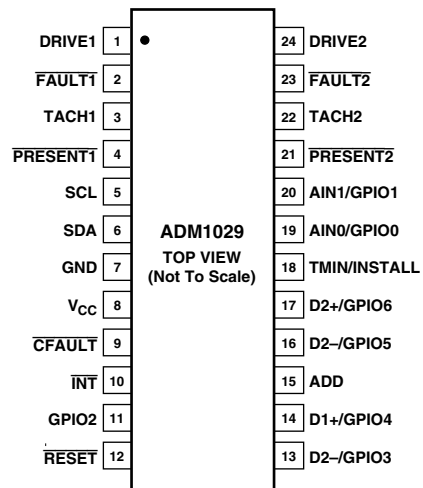 DRIVE1 1
FAULT1 2
TACH1 3
PRESENT1 4
SCL 5
SDA 6
GND 7
VCC 8
CFAULT 9
INT 10
GPIO2 11
RESET 12
ADM1029
TOP VIEW
(Not To Scale)
24 DRIVE2
23 FAULT2
22 TACH2
21 PRESENT2
20 AIN1/GPIO1
19 AIN0/GPIO0
18 TMIN/INSTALL
17 D2+/GPIO6
16 D2–/GPIO5
15 ADD
14 D1+/GPIO4
13 D2–/GPIO3